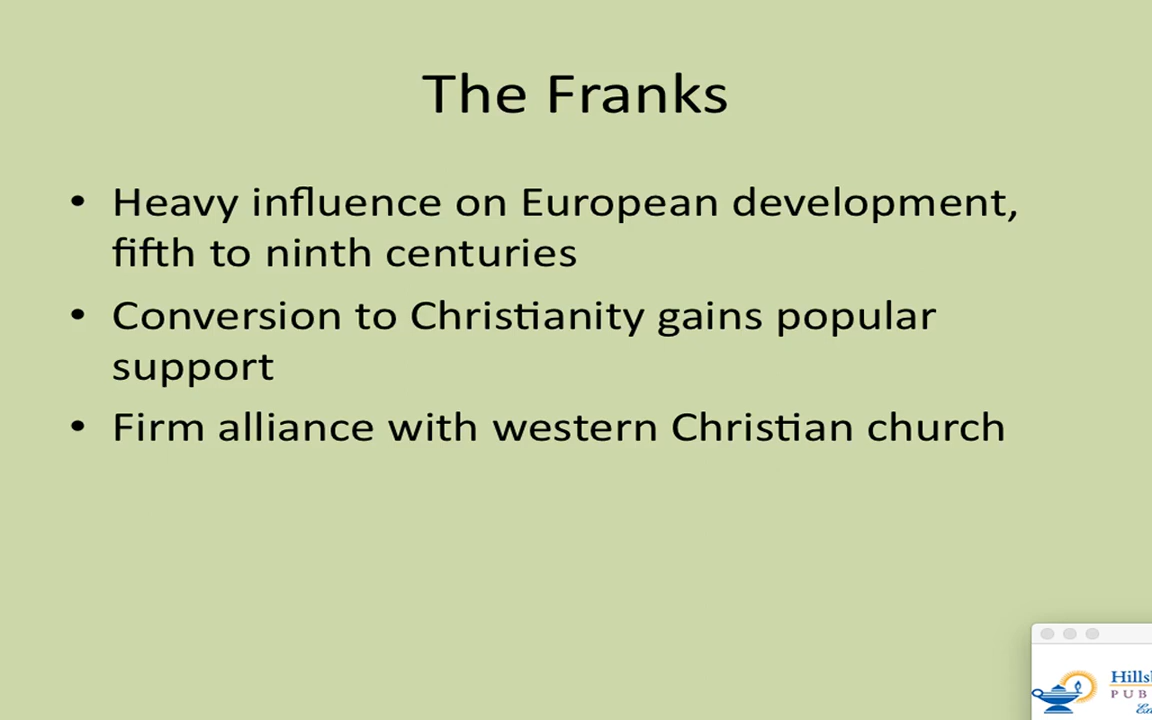 The Franks
• Heavy influence on European development,
fifth to ninth centuries
• Conversion to Christianity gains popular
support
• Firm alliance with western Christian church